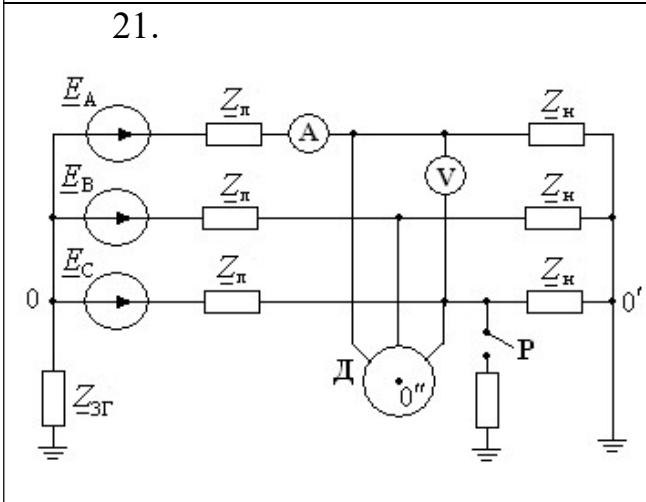 21.
E_A Z_л A Z_н
V
E_B Z_л Z_н
E_C Z_л Z_н
0 0'
P
Д 0''
Z_ЗГ